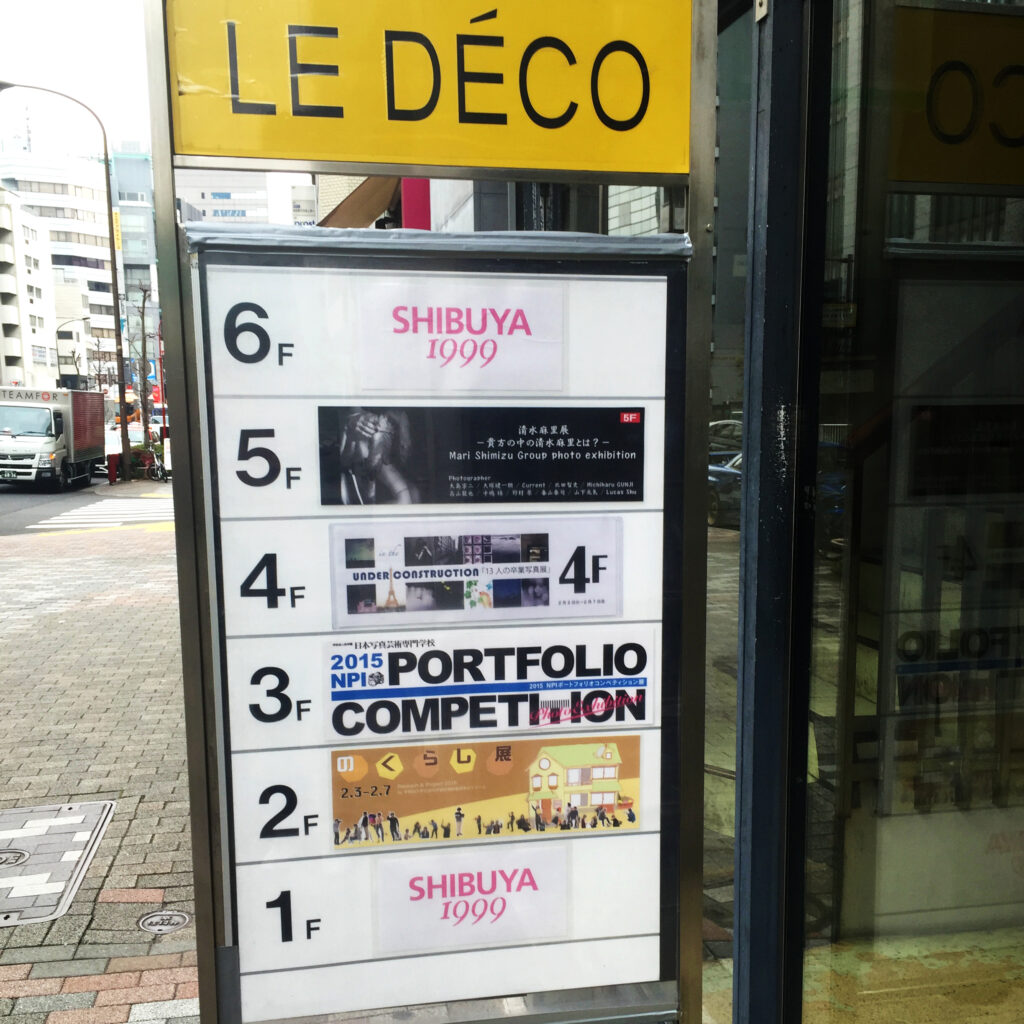 LE DÉCO
6F
SHIBUYA
1999
5F
5F
清水麻里展
－貴方の中の清水麻里とは？－
Mari Shimizu Group photo exhibition
Photographer
Current / Michiharu GUNJI
Lucas Shu
4F
in the
UNDER CONSTRUCTION「13人の卒業写真展」
4F
3F
日本写真芸術専門学校
2015
NPI
PORTFOLIO
2015 NPIポートフォリオコンペティション展
COMPETITION
Photo Exhibition
2F
のくらし展
2.3-2.7
1F
SHIBUYA
1999
TEAMFOR